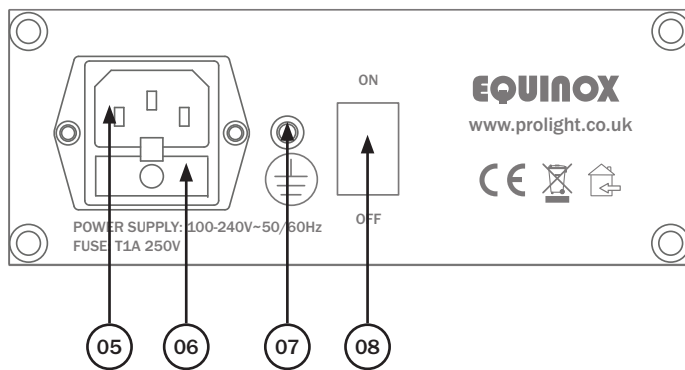 ON
EQUINOX
www.prolight.co.uk
CE
OFF
POWER SUPPLY: 100-240V~50/60Hz
FUSE: T1A 250V
05 06 07 08